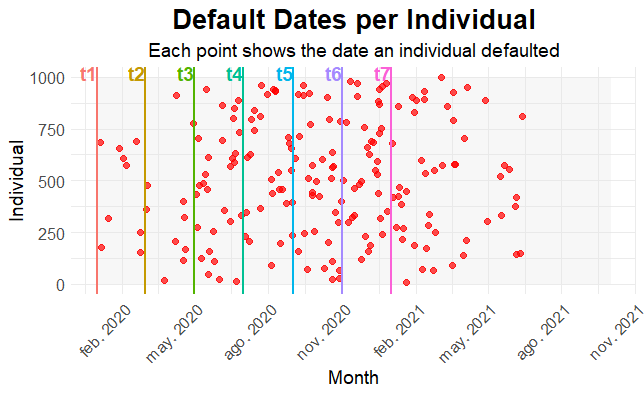 Default Dates per Individual
Each point shows the date an individual defaulted
t1 t2 t3 t4 t5 t6 t7
1000
750
500
250
0
Individual
feb. 2020 may. 2020 ago. 2020 nov. 2020 feb. 2021 may. 2021 ago. 2021 nov. 2021
Month